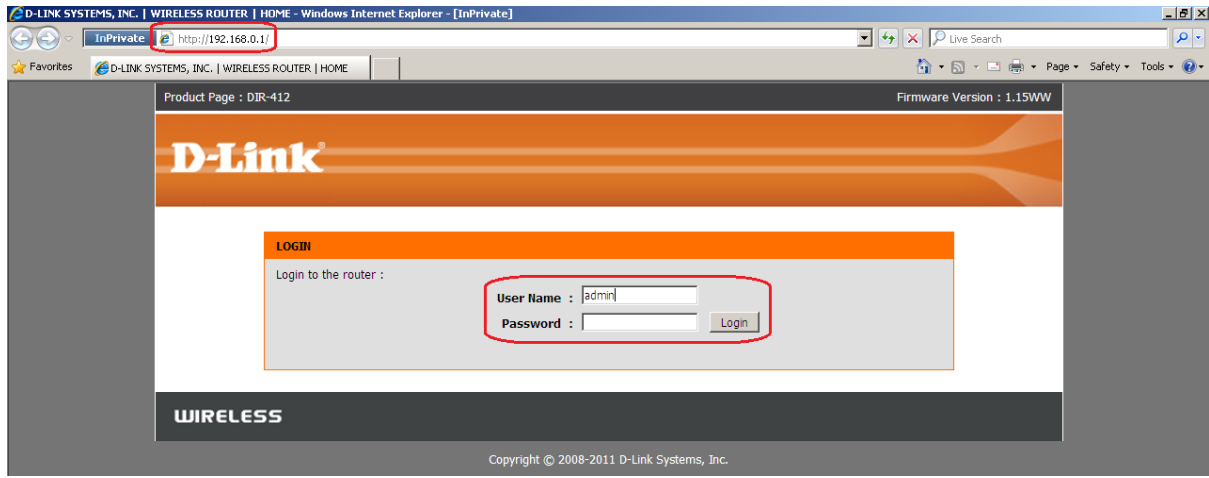 D-LINK SYSTEMS, INC. | WIRELESS ROUTER | HOME - Windows Internet Explorer - [InPrivate]
InPrivate http://192.168.0.1/ Live Search
Favorites D-LINK SYSTEMS, INC. | WIRELESS ROUTER | HOME Page Safety Tools
Product Page : DIR-412 Firmware Version : 1.15WW
D-Link®
LOGIN
Login to the router :
User Name : admin
Password : Login
WIRELESS
Copyright © 2008-2011 D-Link Systems, Inc.